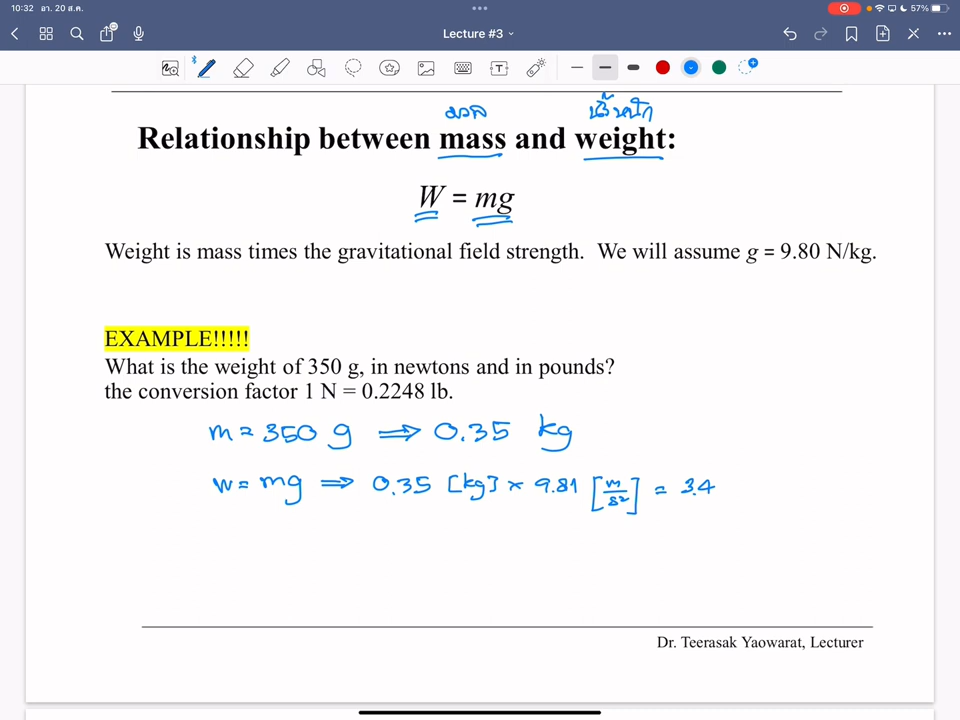 10:32 อา. 20 ส.ค.
57%
Lecture #3
มวล น้ำหนัก
Relationship between mass and weight:
W = mg
Weight is mass times the gravitational field strength. We will assume g = 9.80 N/kg.
EXAMPLE!!!!!
What is the weight of 350 g, in newtons and in pounds?
the conversion factor 1 N = 0.2248 lb.
m = 350 g ⇒ 0.35 kg
W = mg ⇒ 0.35 [kg] × 9.81 [m/s²] = 3.4
Dr. Teerasak Yaowarat, Lecturer